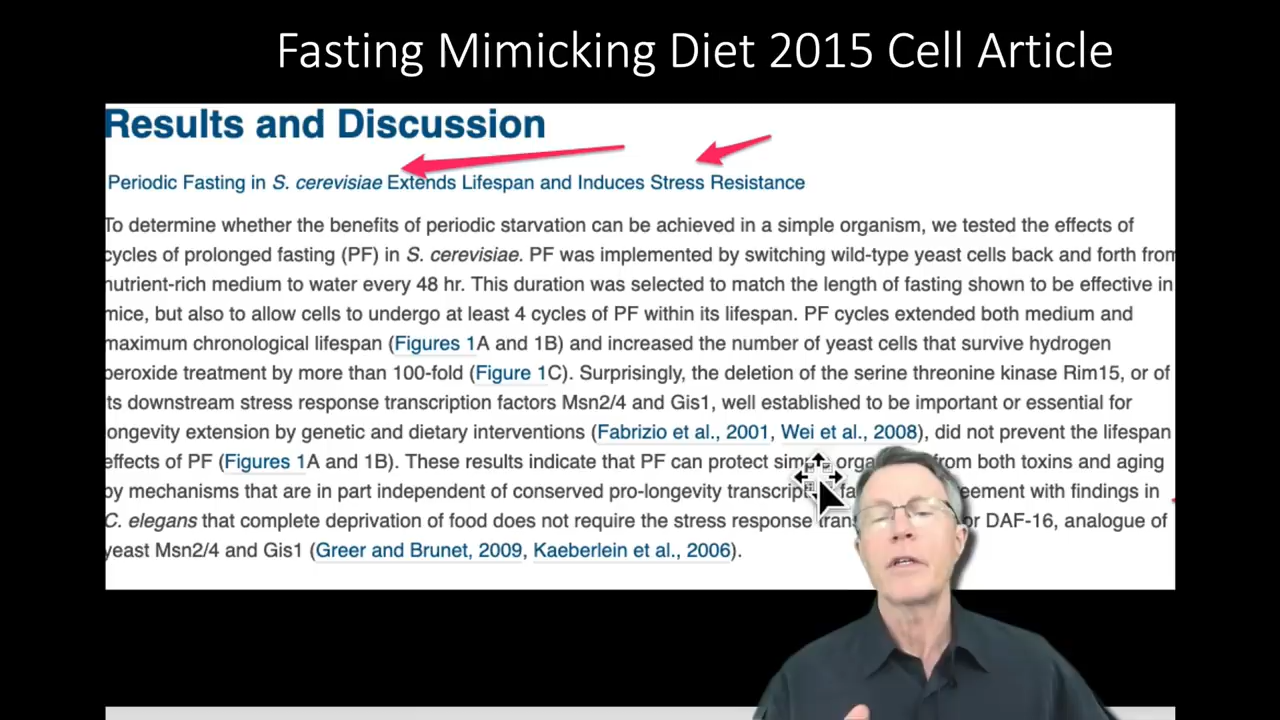 Fasting Mimicking Diet 2015 Cell Article
Results and Discussion
Periodic Fasting in S. cerevisiae Extends Lifespan and Induces Stress Resistance
To determine whether the benefits of periodic starvation can be achieved in a simple organism, we tested the effects of
cycles of prolonged fasting (PF) in S. cerevisiae. PF was implemented by switching wild-type yeast cells back and forth from
nutrient-rich medium to water every 48 hr. This duration was selected to match the length of fasting shown to be effective in
mice, but also to allow cells to undergo at least 4 cycles of PF within its lifespan. PF cycles extended both medium and
maximum chronological lifespan (Figures 1A and 1B) and increased the number of yeast cells that survive hydrogen
peroxide treatment by more than 100-fold (Figure 1C). Surprisingly, the deletion of the serine threonine kinase Rim15, or of
its downstream stress response transcription factors Msn2/4 and Gis1, well established to be important or essential for
longevity extension by genetic and dietary interventions (Fabrizio et al., 2001, Wei et al., 2008), did not prevent the lifespan
effects of PF (Figures 1A and 1B). These results indicate that PF can protect from both toxins and aging
by mechanisms that are in part independent of conserved pro-longevity with findings in
C. elegans that complete deprivation of food does not require the stress response or DAF-16, analogue of
yeast Msn2/4 and Gis1 (Greer and Brunet, 2009, Kaeberlein et al., 2006).